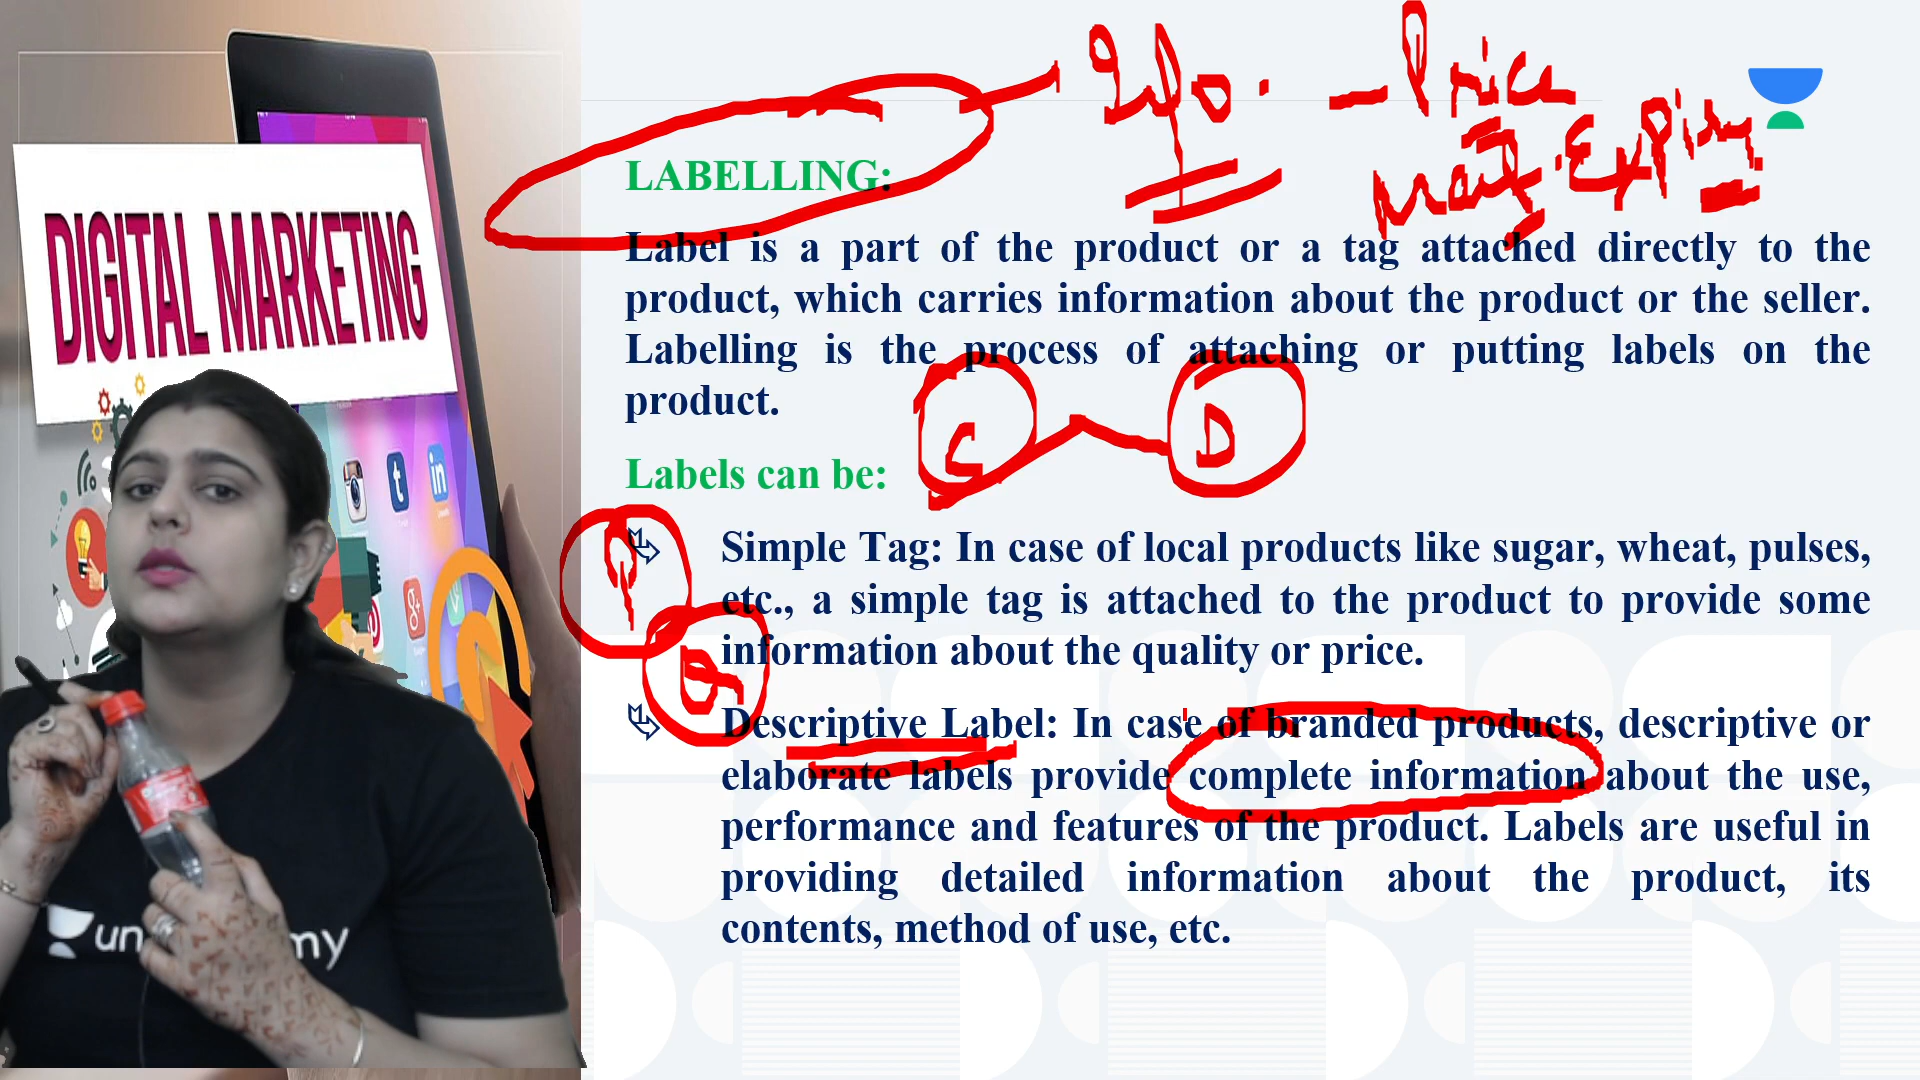 Info. - Price
Expiry
LABELLING:
Label is a part of the product or a tag attached directly to the
product, which carries information about the product or the seller.
Labelling is the process of attaching or putting labels on the
product.
C D
Labels can be:
P
Simple Tag: In case of local products like sugar, wheat, pulses,
etc., a simple tag is attached to the product to provide some
information about the quality or price.
Q
Descriptive Label: In case of branded products, descriptive or
elaborate labels provide complete information about the use,
performance and features of the product. Labels are useful in
providing detailed information about the product, its
contents, method of use, etc.
DIGITAL MARKETING
t in
un my